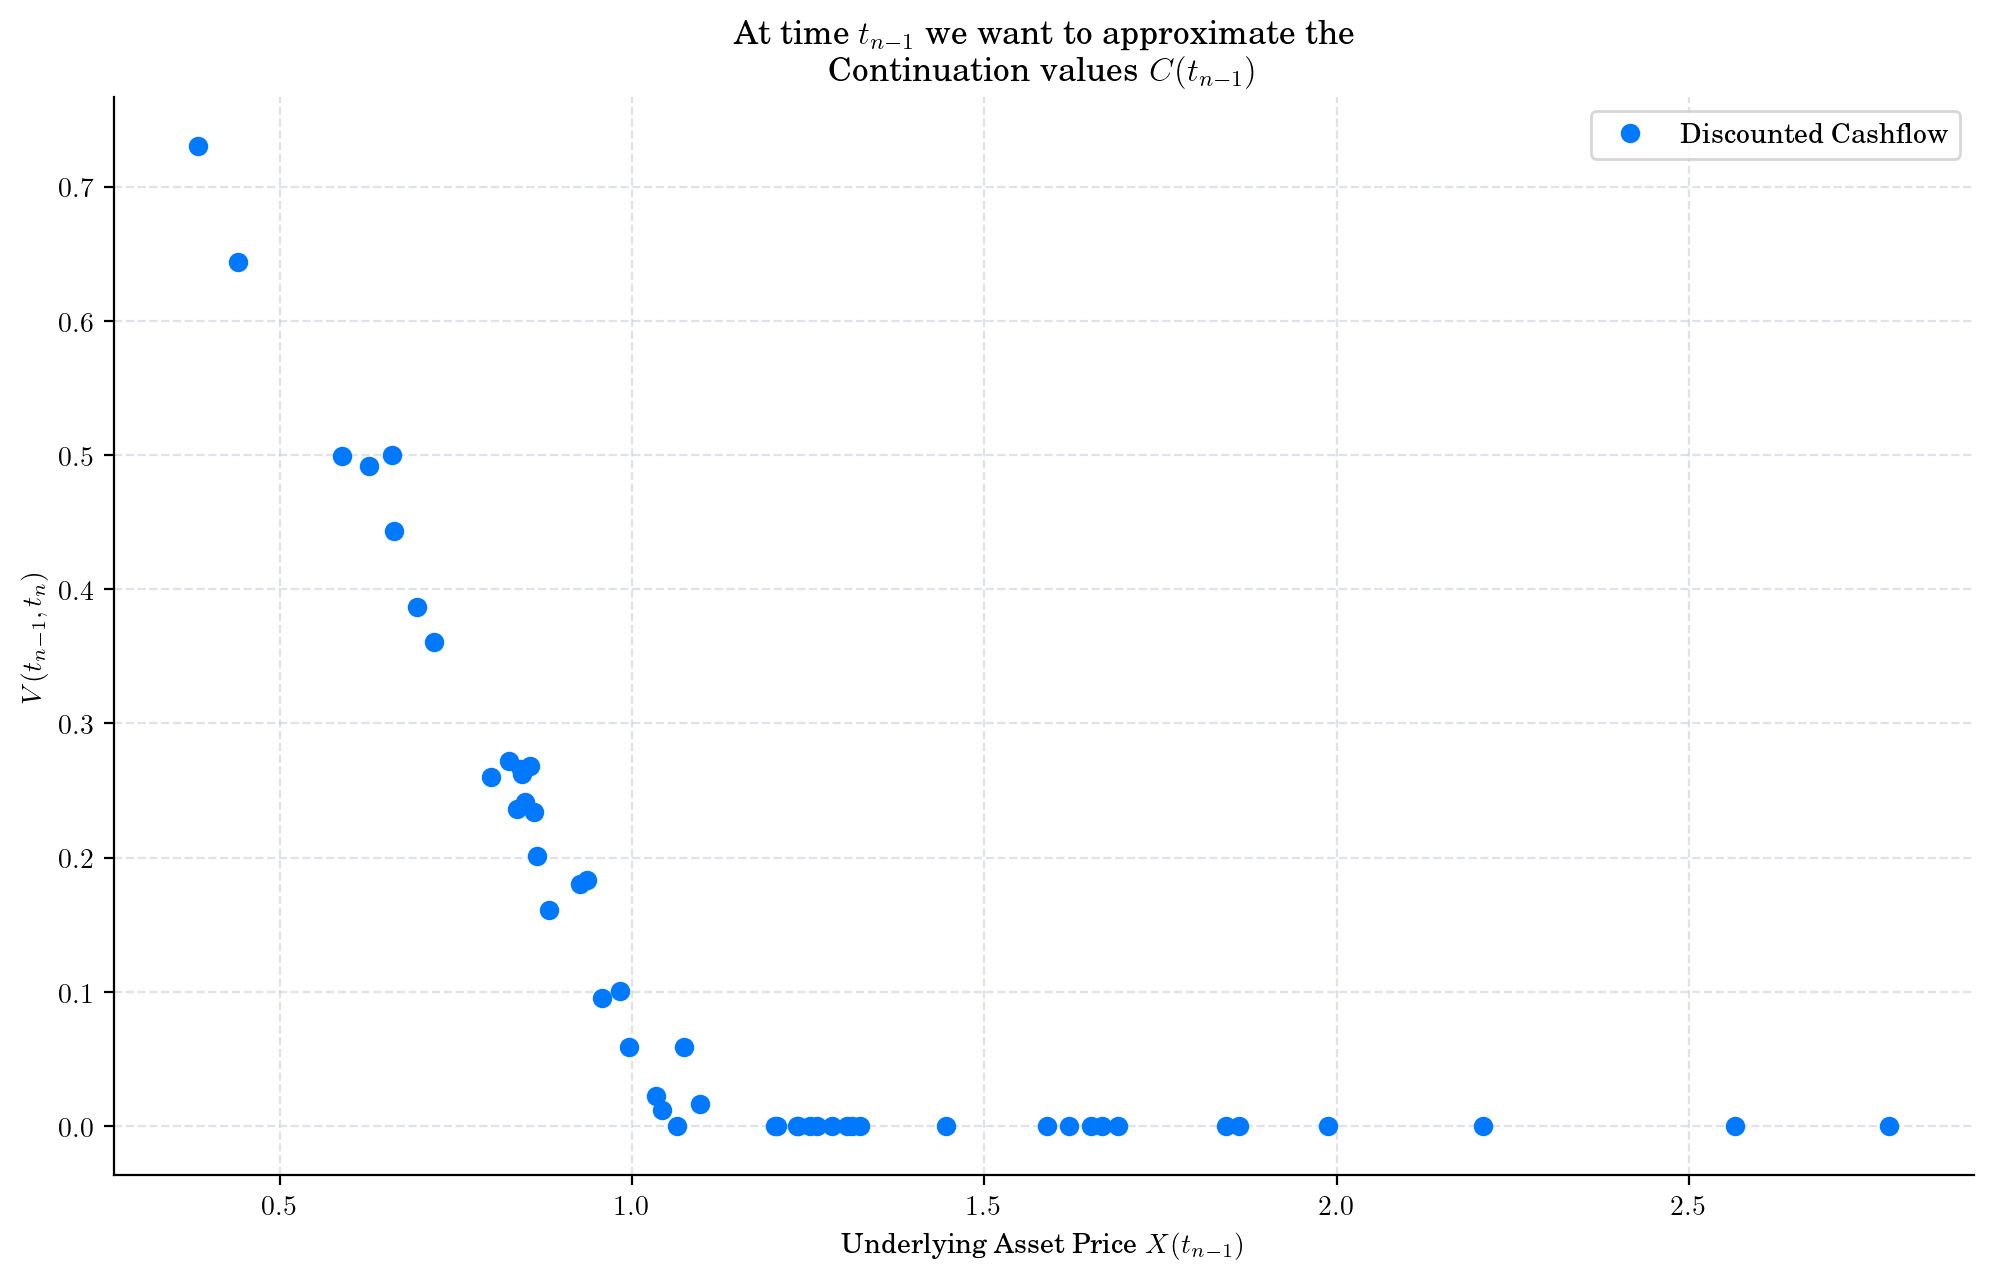 At time $t_{n-1}$ we want to approximate the
Continuation values $C(t_{n-1})$
Discounted Cashflow
0.7
0.6
0.5
0.4
0.3
0.2
0.1
0.0
$V(t_{n-1}, t_n)$
0.5
1.0
1.5
2.0
2.5
Underlying Asset Price $X(t_{n-1})$